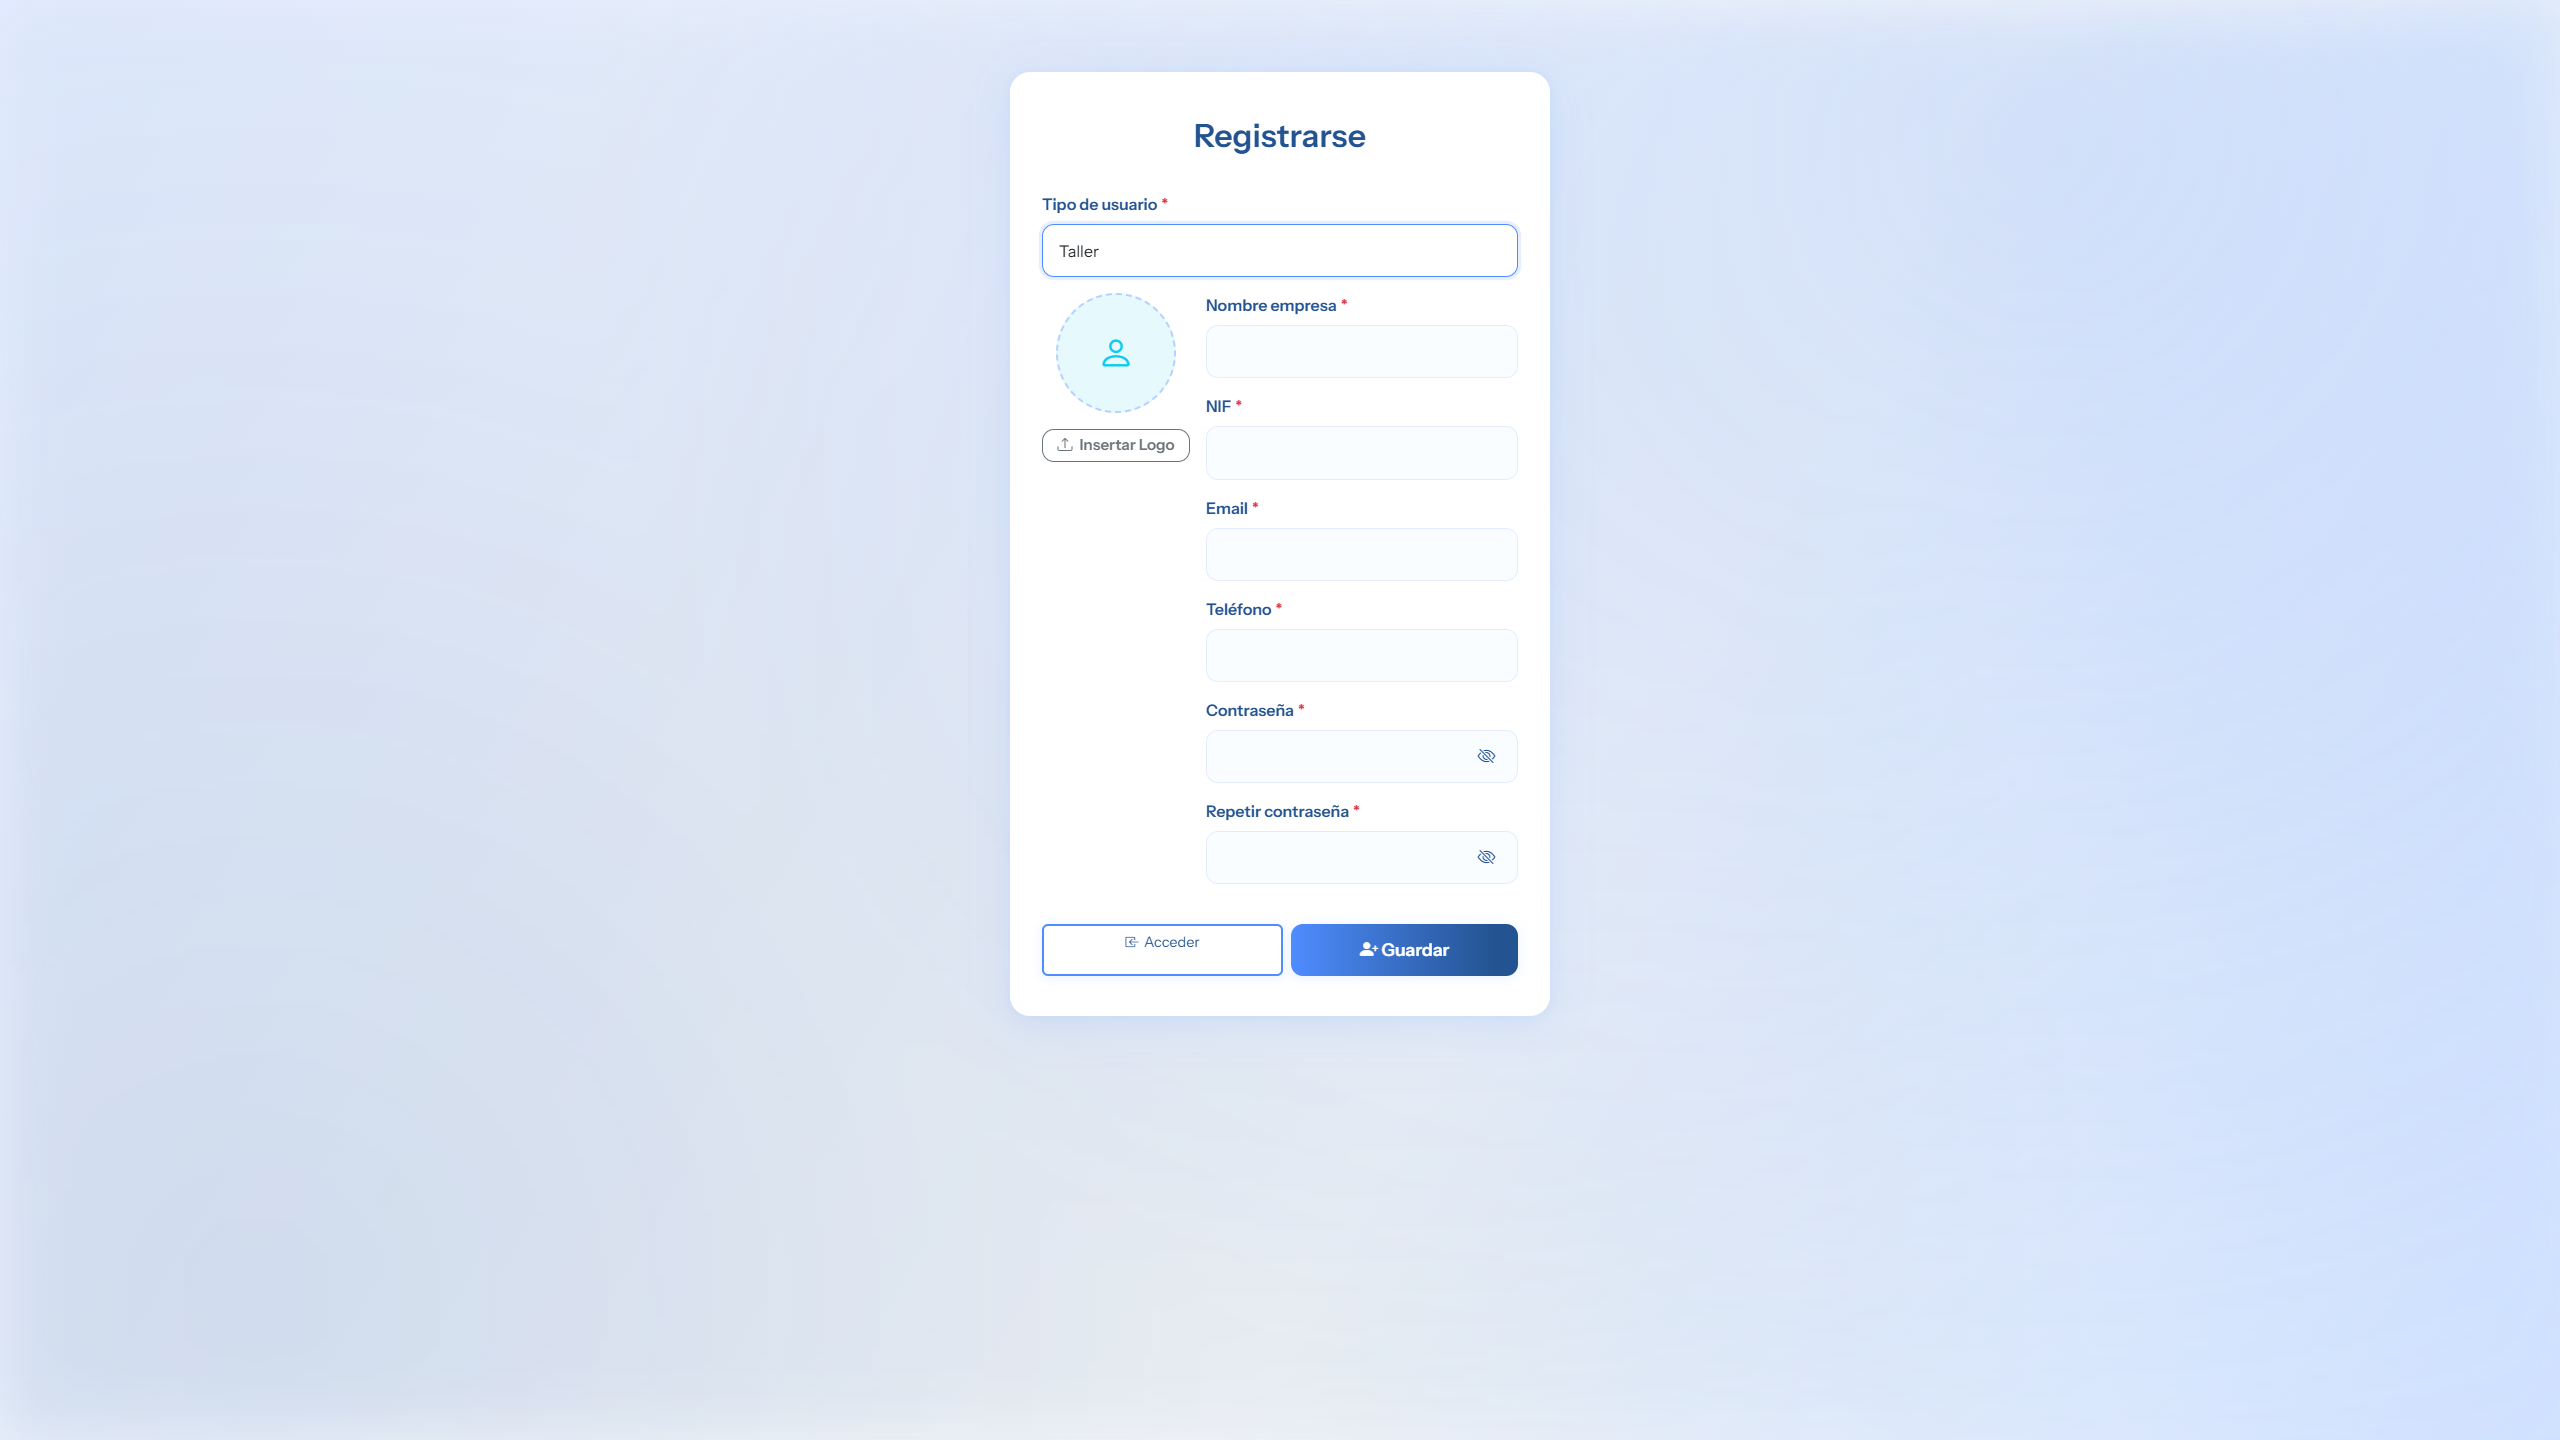 Registrarse
Tipo de usuario *
Taller
Insertar Logo
Nombre empresa *
NIF *
Email *
Teléfono *
Contraseña *
Repetir contraseña *
Acceder
Guardar